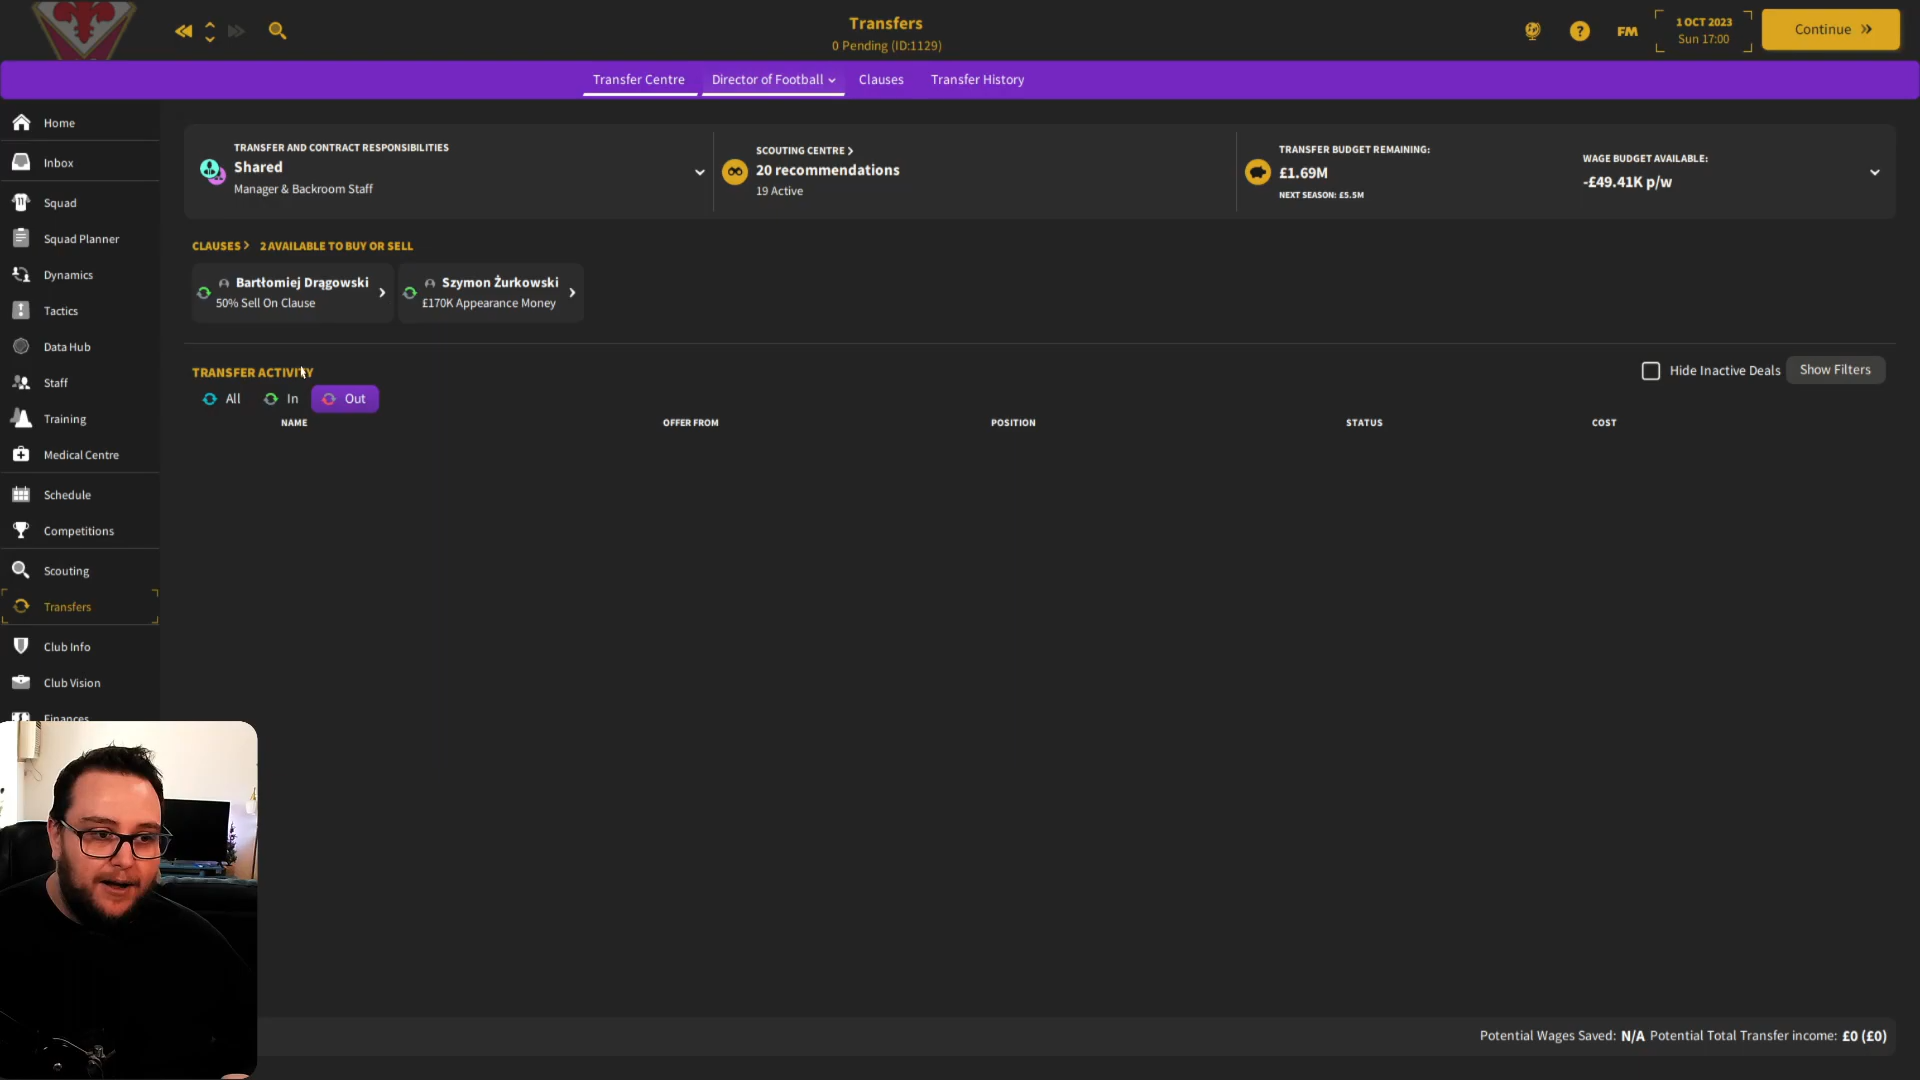 Transfers
0 Pending (ID:1129)
FM
1 OCT 2023
Sun 17:00
Continue
Transfer Centre
Director of Football
Clauses
Transfer History
Home
Inbox
Squad
Squad Planner
Dynamics
Tactics
Data Hub
Staff
Training
Medical Centre
Schedule
Competitions
Scouting
Transfers
Club Info
Club Vision
Finances
TRANSFER AND CONTRACT RESPONSIBILITIES
Shared
Manager & Backroom Staff
SCOUTING CENTRE
20 recommendations
19 Active
TRANSFER BUDGET REMAINING:
£1.69M
NEXT SEASON: £5.5M
WAGE BUDGET AVAILABLE:
-£49.41K p/w
CLAUSES > 2 AVAILABLE TO BUY OR SELL
Bartłomiej Drągowski
50% Sell On Clause
Szymon Żurkowski
£170K Appearance Money
TRANSFER ACTIVITY
Hide Inactive Deals
Show Filters
All
In
Out
NAME
OFFER FROM
POSITION
STATUS
COST
Potential Wages Saved: N/A Potential Total Transfer income: £0 (£0)